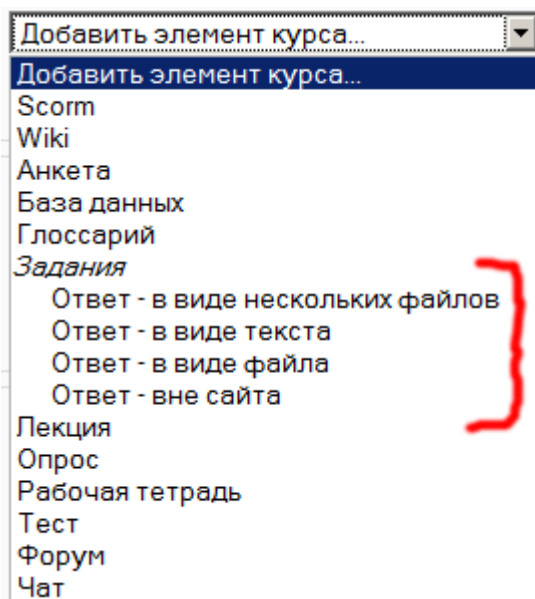 Добавить элемент курса...
Добавить элемент курса...
Scorm
Wiki
Анкета
База данных
Глоссарий
Задания
Ответ - в виде нескольких файлов
Ответ - в виде текста
Ответ - в виде файла
Ответ - вне сайта
Лекция
Опрос
Рабочая тетрадь
Тест
Форум
Чат